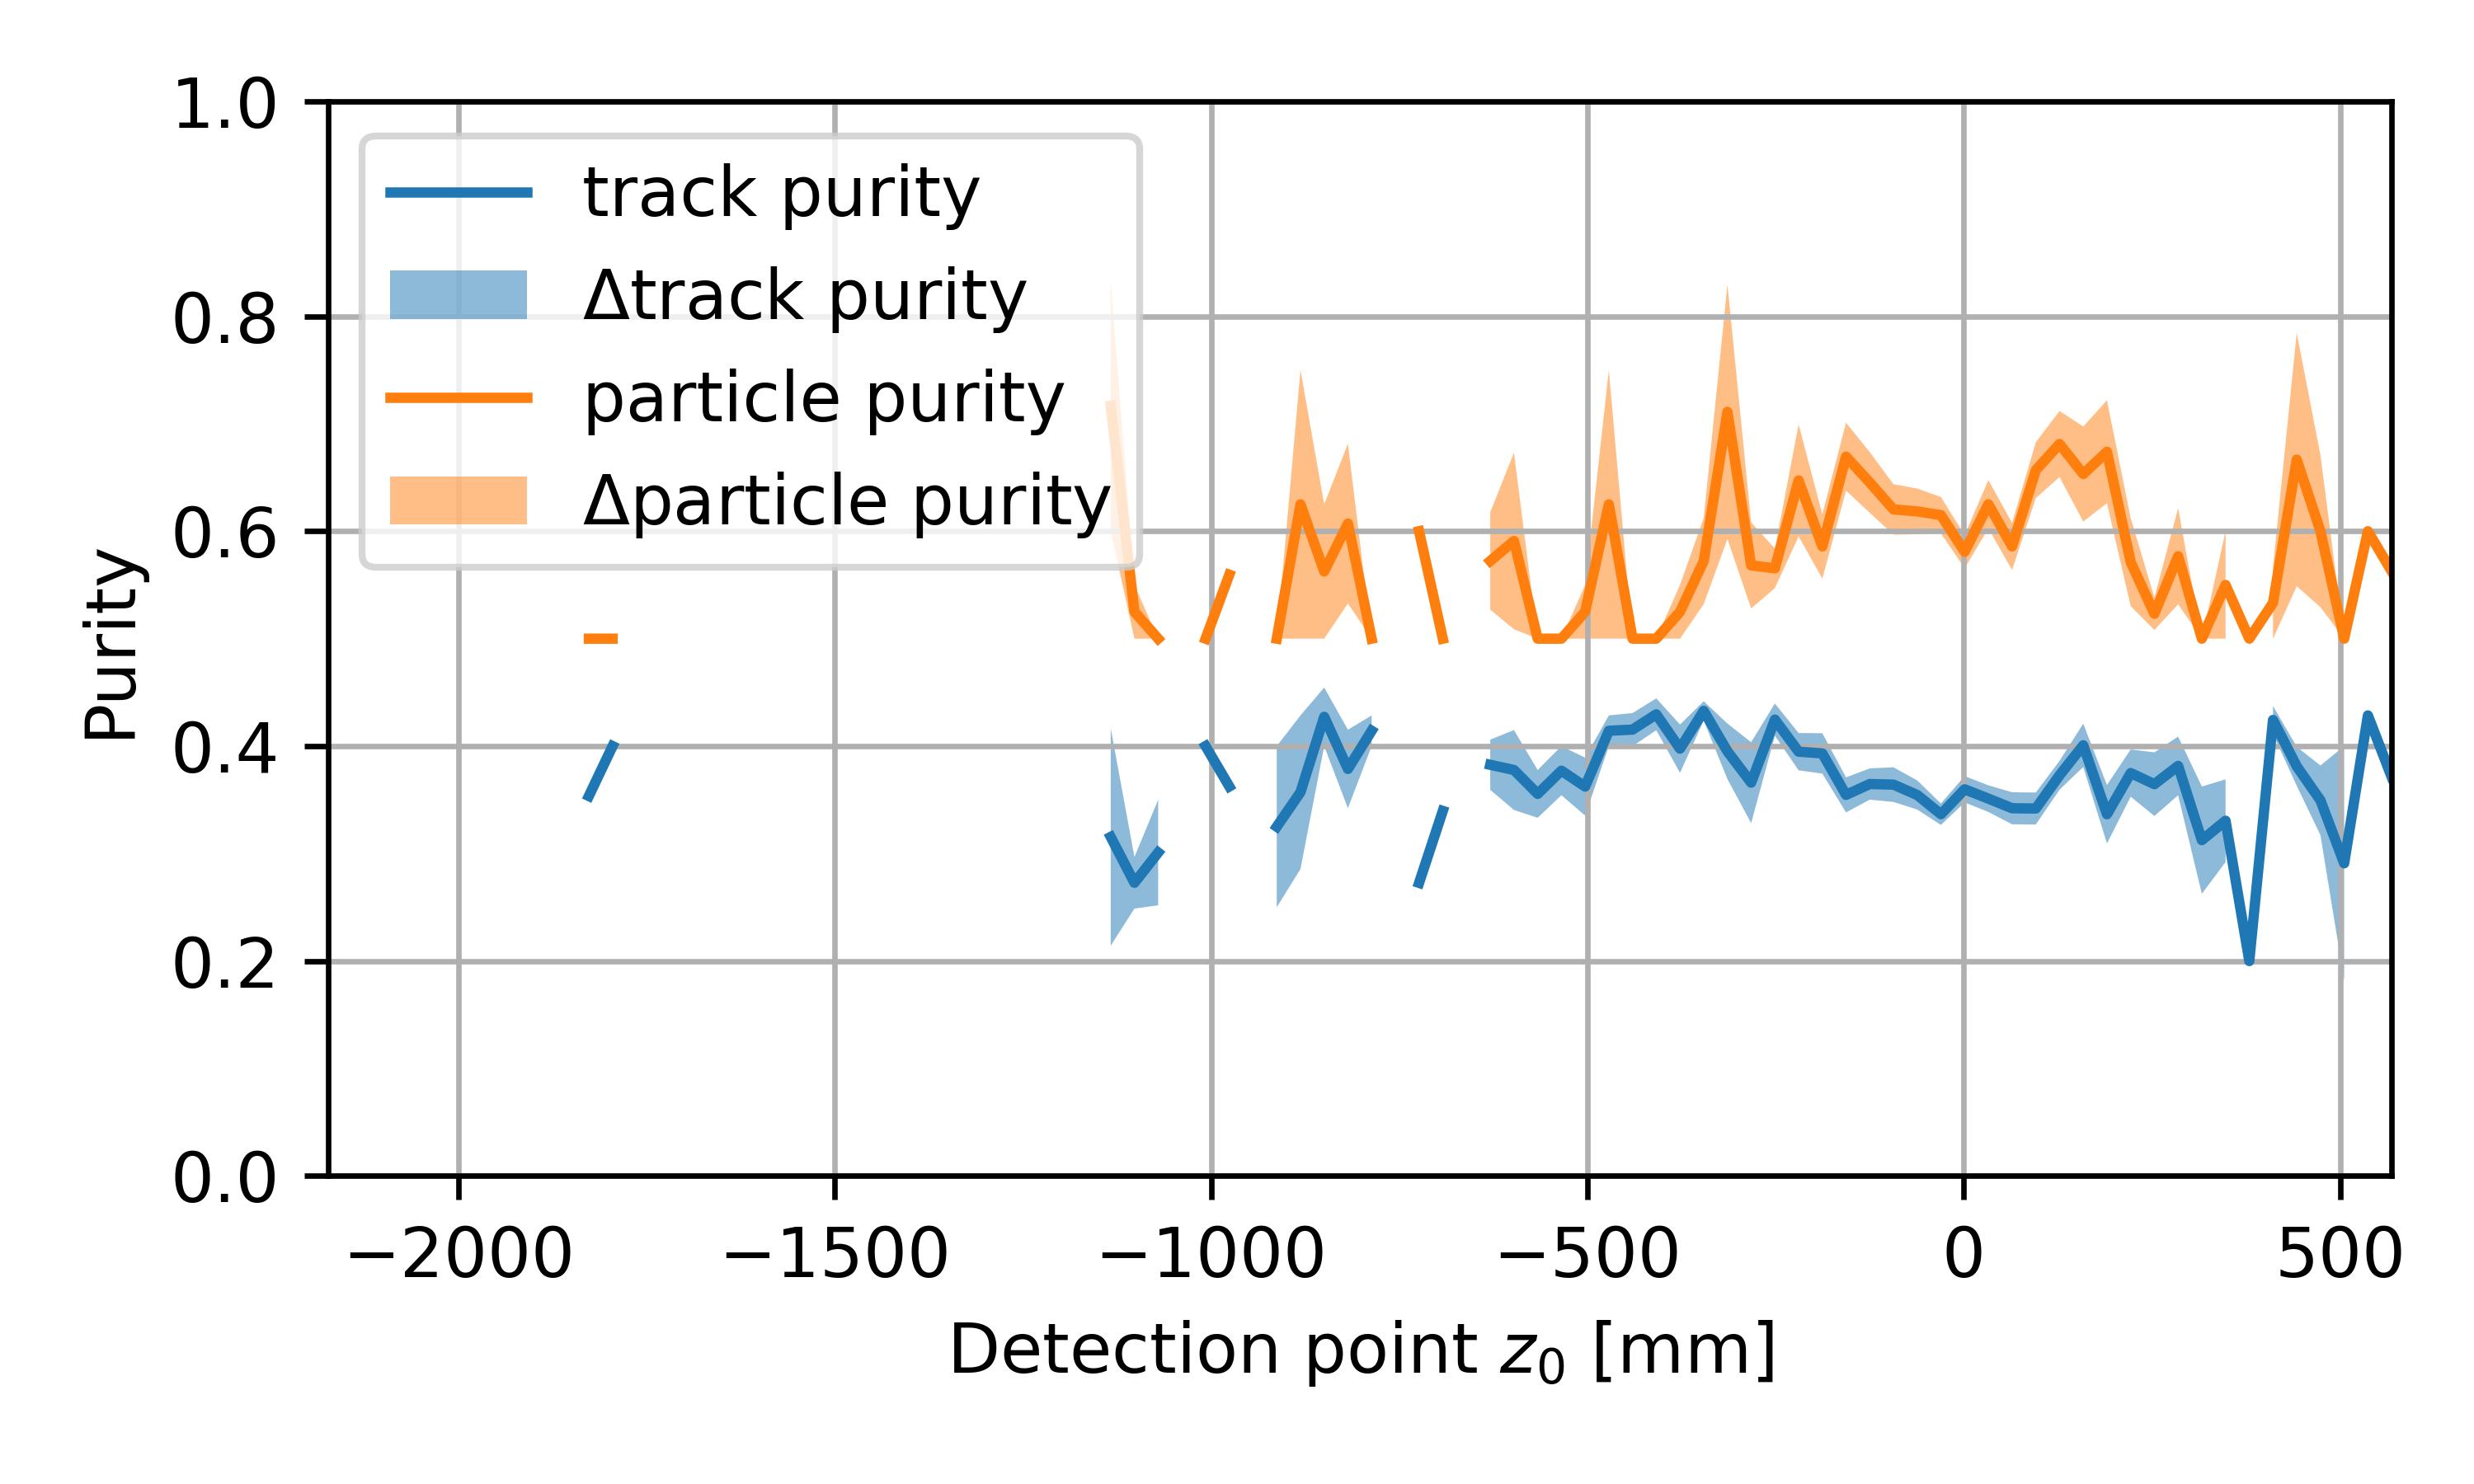 1.0
0.8
0.6
0.4
0.2
0.0
Purity
track purity
Δtrack purity
particle purity
Δparticle purity
−2000 −1500 −1000 −500 0 500
Detection point z₀ [mm]